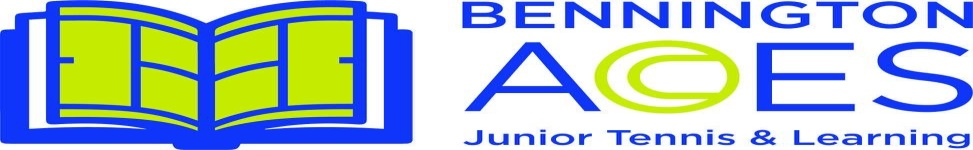 BENNINGTON
ACES
Junior Tennis & Learning